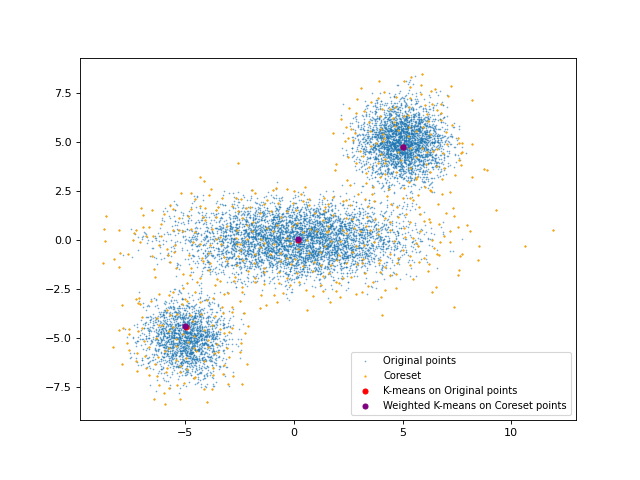 7.5
5.0
2.5
0.0
−2.5
−5.0
−7.5
−5
0
5
10
Original points
Coreset
K-means on Original points
Weighted K-means on Coreset points